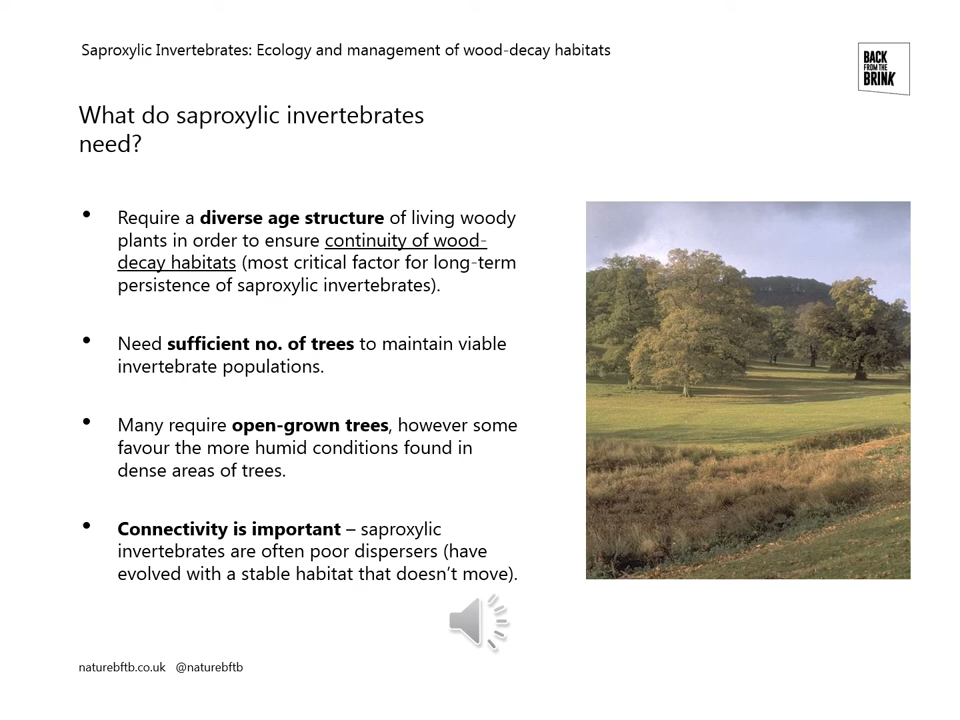 Saproxylic Invertebrates: Ecology and management of wood-decay habitats
BACK
FROM THE
BRINK
What do saproxylic invertebrates
need?
• Require a diverse age structure of living woody
plants in order to ensure continuity of wood-
decay habitats (most critical factor for long-term
persistence of saproxylic invertebrates).
• Need sufficient no. of trees to maintain viable
invertebrate populations.
• Many require open-grown trees, however some
favour the more humid conditions found in
dense areas of trees.
• Connectivity is important – saproxylic
invertebrates are often poor dispersers (have
evolved with a stable habitat that doesn’t move).
naturebftb.co.uk @naturebftb